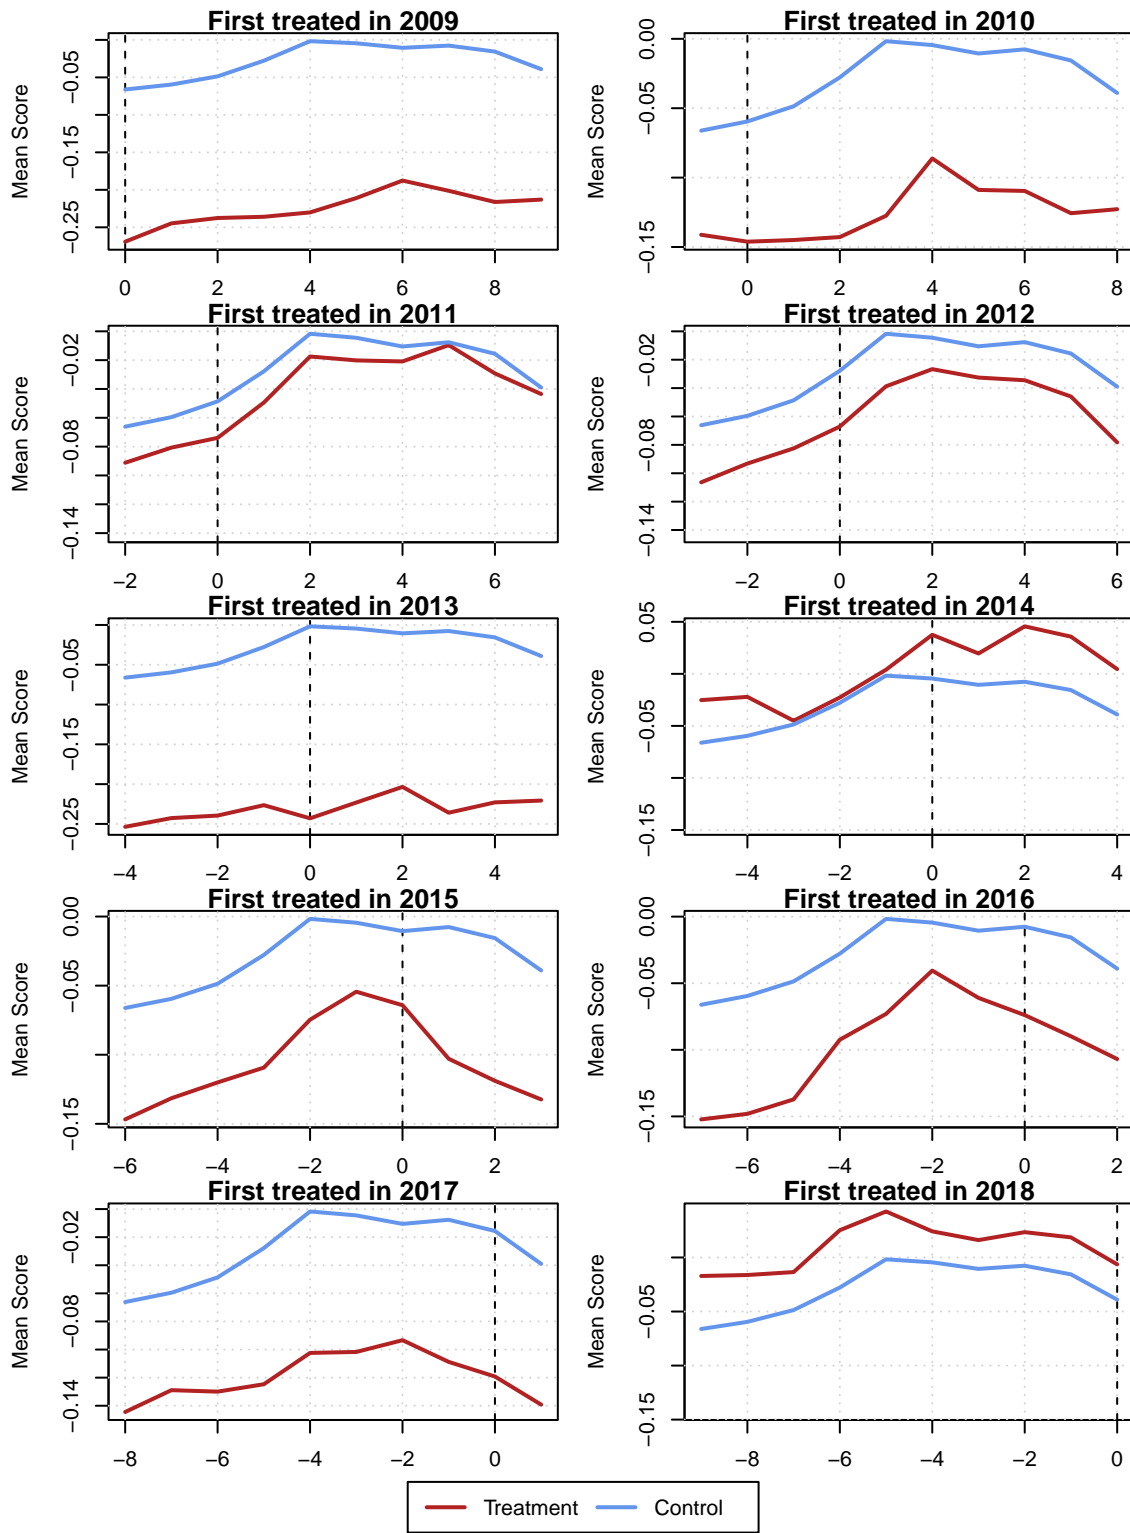 First treated in 2009
Mean Score
−0.05
−0.15
−0.25
0 2 4 6 8
First treated in 2010
Mean Score
0.00
−0.05
−0.15
0 2 4 6 8
First treated in 2011
Mean Score
−0.02
−0.08
−0.14
−2 0 2 4 6
First treated in 2012
Mean Score
−0.02
−0.08
−0.14
−2 0 2 4 6
First treated in 2013
Mean Score
−0.05
−0.15
−0.25
−4 −2 0 2 4
First treated in 2014
Mean Score
0.05
−0.05
−0.15
−4 −2 0 2 4
First treated in 2015
Mean Score
0.00
−0.05
−0.15
−6 −4 −2 0 2
First treated in 2016
Mean Score
0.00
−0.05
−0.15
−6 −4 −2 0 2
First treated in 2017
Mean Score
−0.02
−0.08
−0.14
−8 −6 −4 −2 0
First treated in 2018
Mean Score
−0.05
−0.15
−8 −6 −4 −2 0
Treatment Control